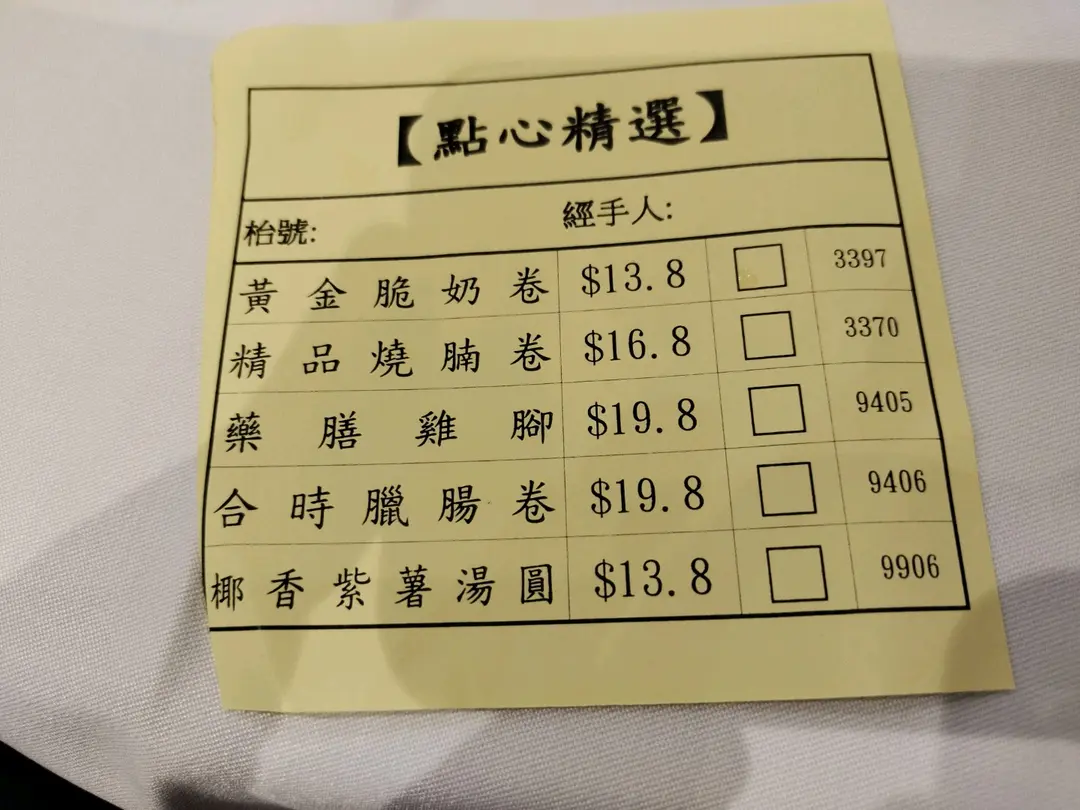 【點心精選】
枱號: 經手人:
黃金脆奶卷 $13.8 □ 3397
精品燒腩卷 $16.8 □ 3370
藥膳雞腳 $19.8 □ 9405
合時臘腸卷 $19.8 □ 9406
椰香紫薯湯圓 $13.8 □ 9906